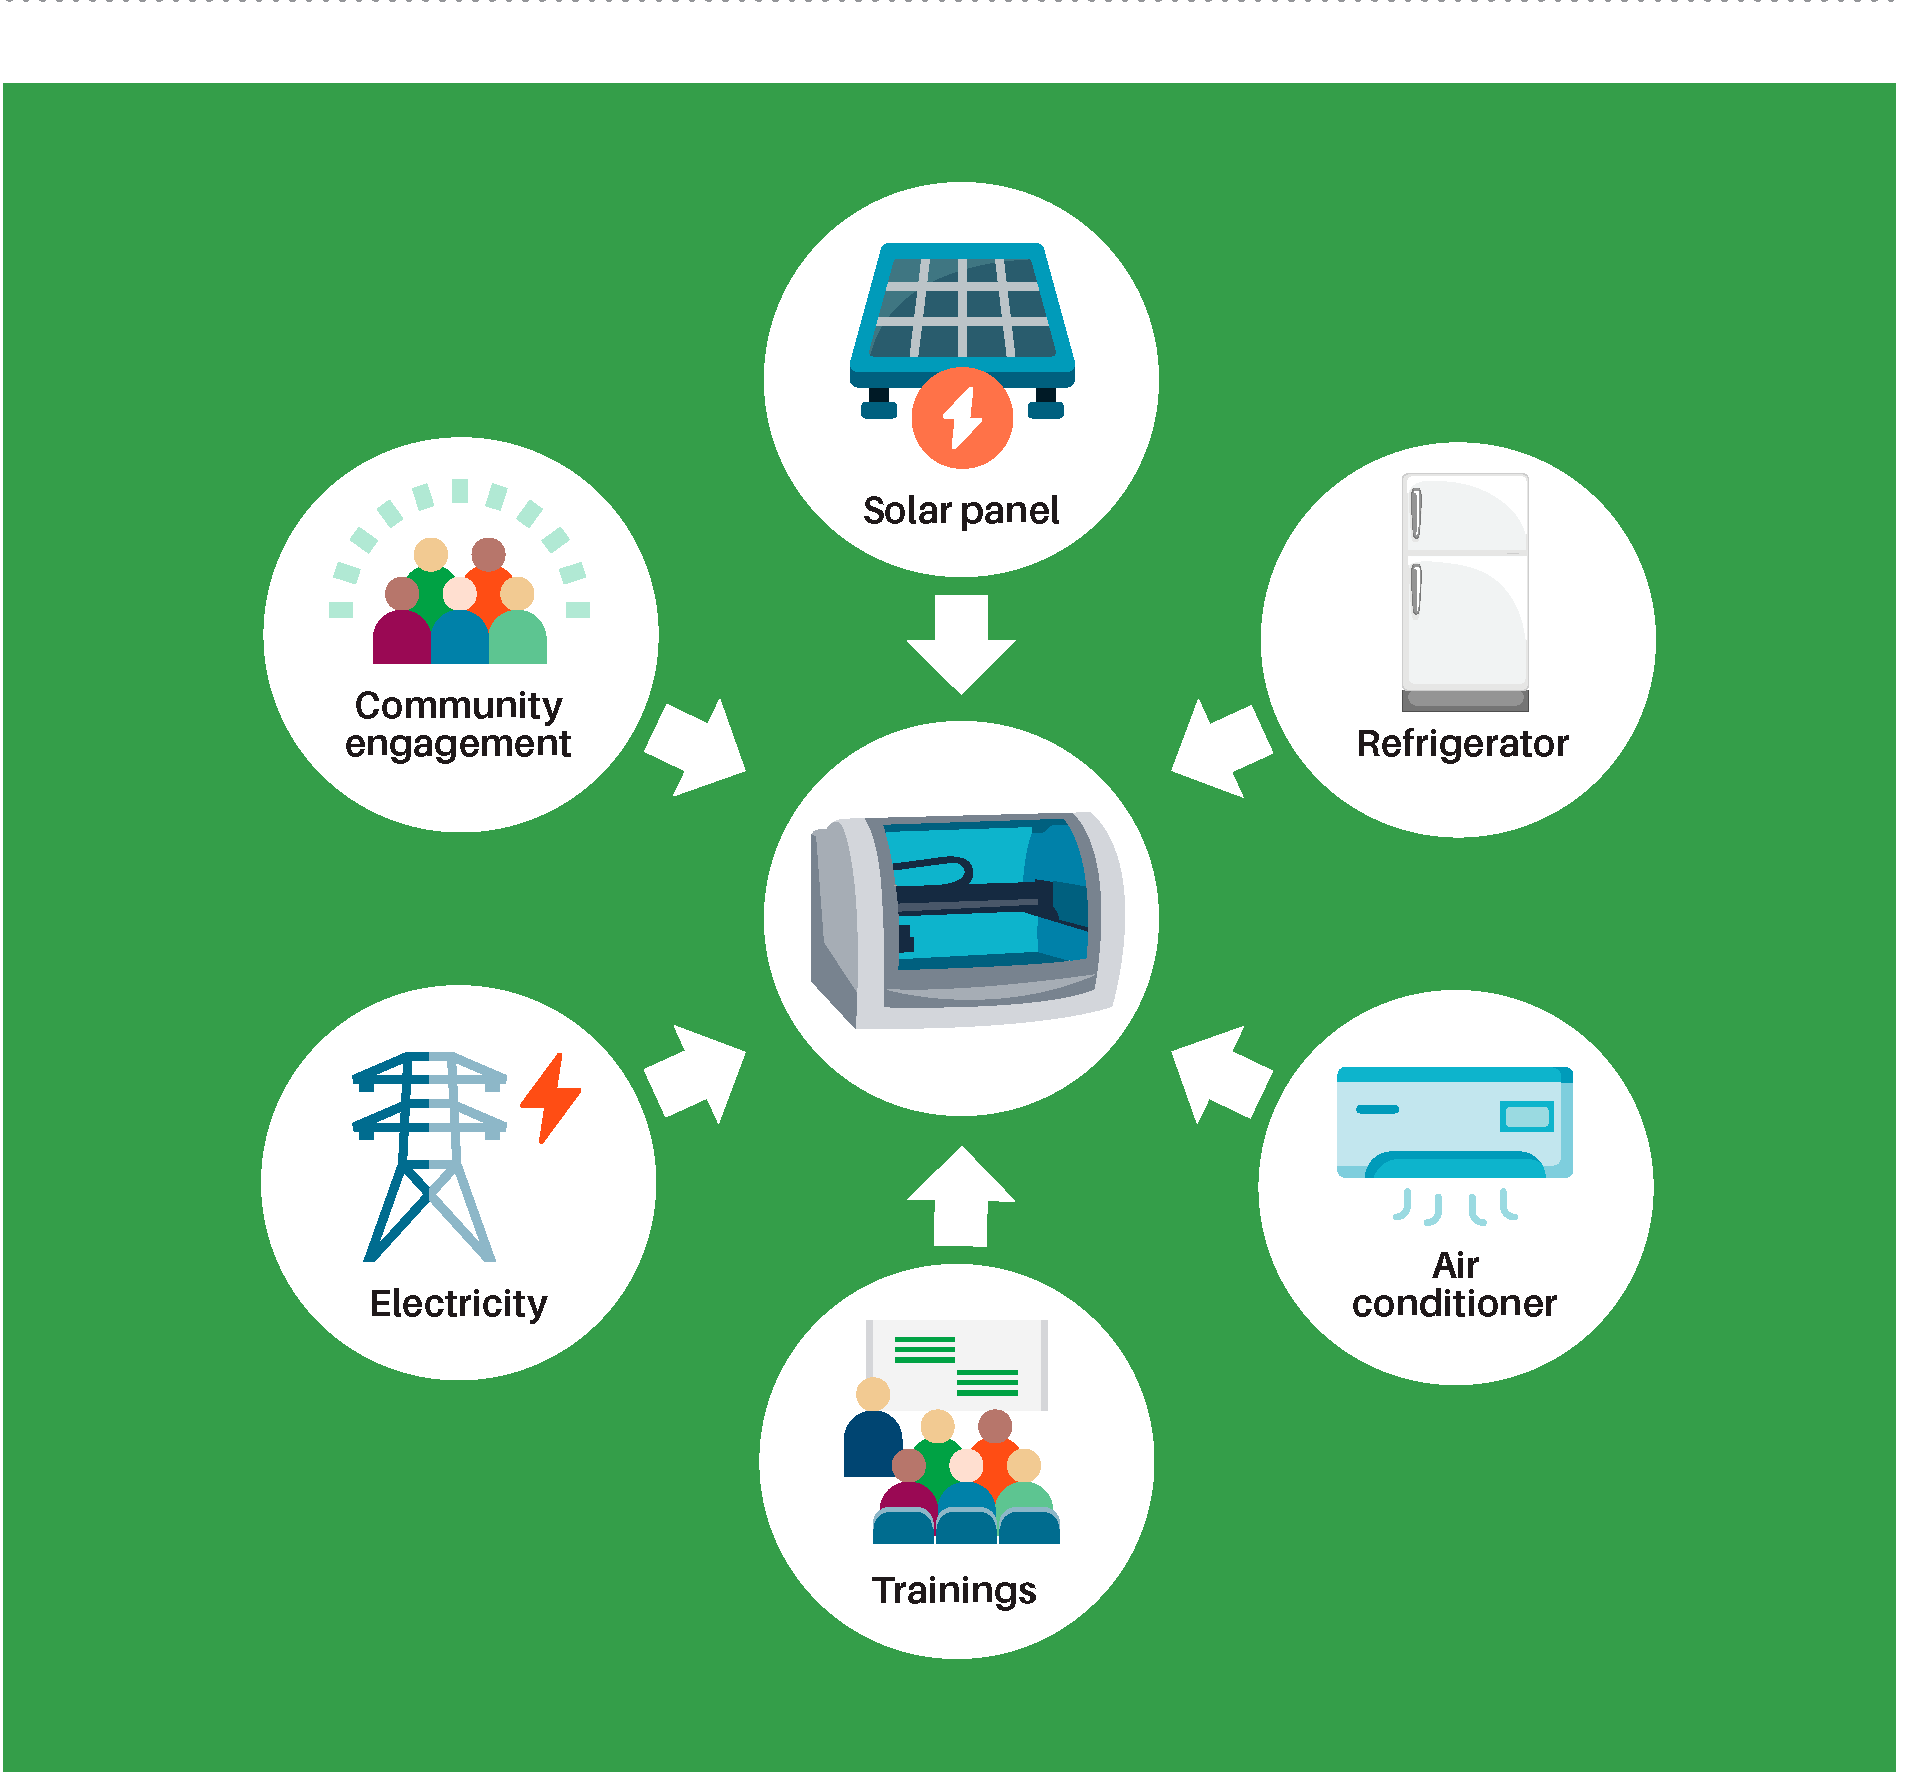 Solar panel
Community
engagement
Refrigerator
Electricity
Air
conditioner
Trainings